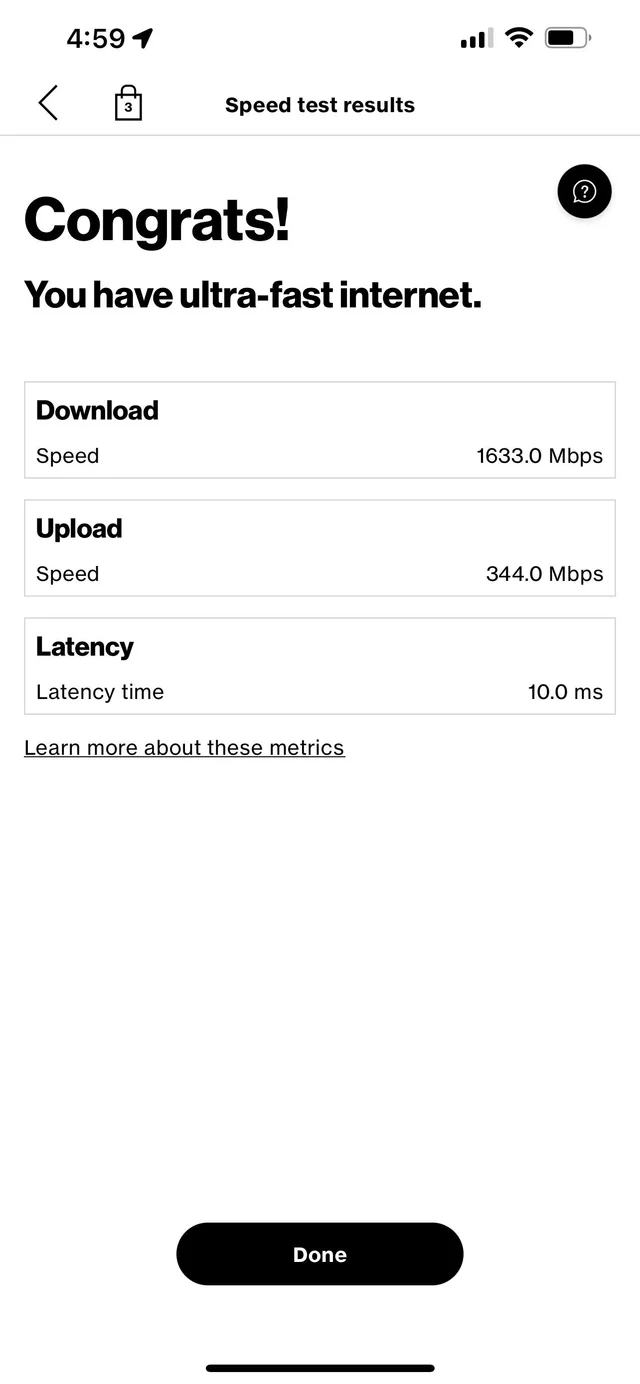 4:59
3
Speed test results
?
Congrats!
You have ultra-fast internet.
Download
Speed 1633.0 Mbps
Upload
Speed 344.0 Mbps
Latency
Latency time 10.0 ms
Learn more about these metrics
Done